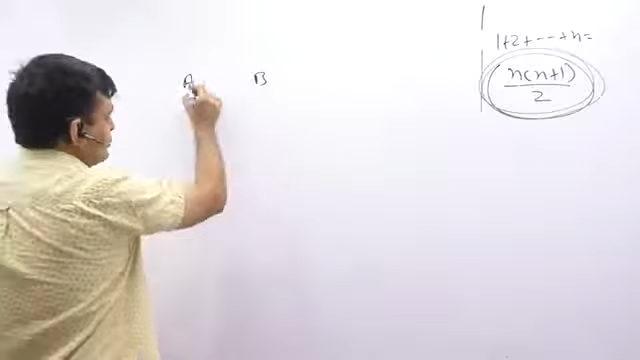 A B
1+2+---+n=
n(n+1)
2